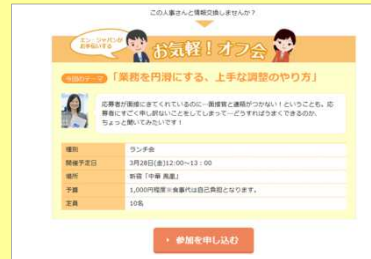 この人事さんと情報交換しませんか？
エン・ジャパンが
お手伝いする
お気軽！オフ会
今回のテーマ
「業務を円滑にする、上手な調整のやり方」
応募者が面接にきてくれているのに…面接官と連絡がつかない！ということも。応
募者にすごく申し訳ないことをしてしまって…どうすればうまくできるのか、
ちょっと聞いてみたいです！
種別 ランチ会
開催予定日 3月28日(金)12:00～13：00
場所 新宿「中華 鳳凰」
予算 1,000円程度※食事代は自己負担となります。
定員 10名
参加を申し込む